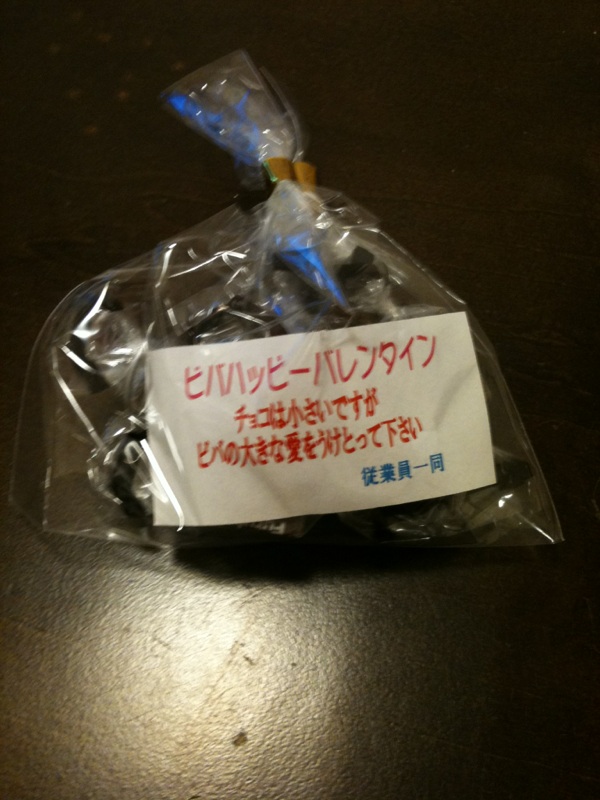 ビバハッピーバレンタイン
チョコは小さいですが
ビバの大きな愛をうけとって下さい
従業員一同